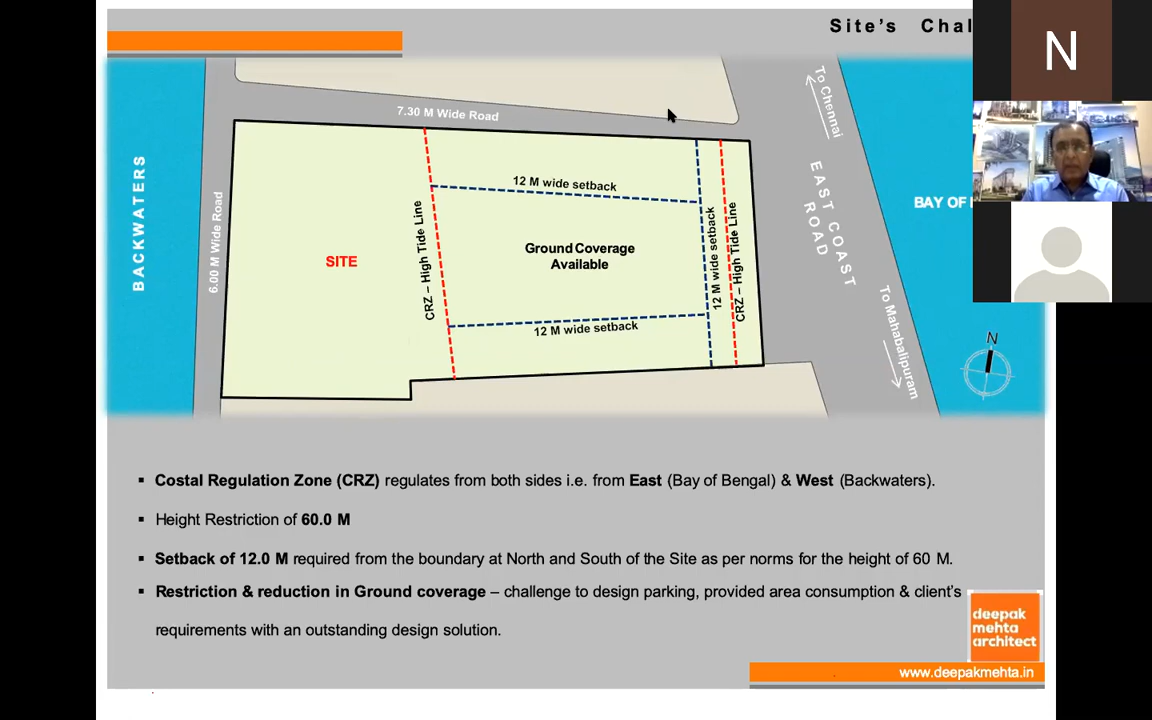 Site's Chal
N
7.30 M Wide Road
To Chennai
BACKWATERS
6.00 M Wide Road
12 M wide setback
CRZ – High Tide Line
SITE
Ground Coverage
Available
12 M wide setback
CRZ – High Tide Line
EAST COAST
ROAD
BAY OF
12 M wide setback
To Mahabalipuram
N
▪ Costal Regulation Zone (CRZ) regulates from both sides i.e. from East (Bay of Bengal) & West (Backwaters).
▪ Height Restriction of 60.0 M
▪ Setback of 12.0 M required from the boundary at North and South of the Site as per norms for the height of 60 M.
▪ Restriction & reduction in Ground coverage – challenge to design parking, provided area consumption & client's
requirements with an outstanding design solution.
deepak
mehta
architect
www.deepakmehta.in